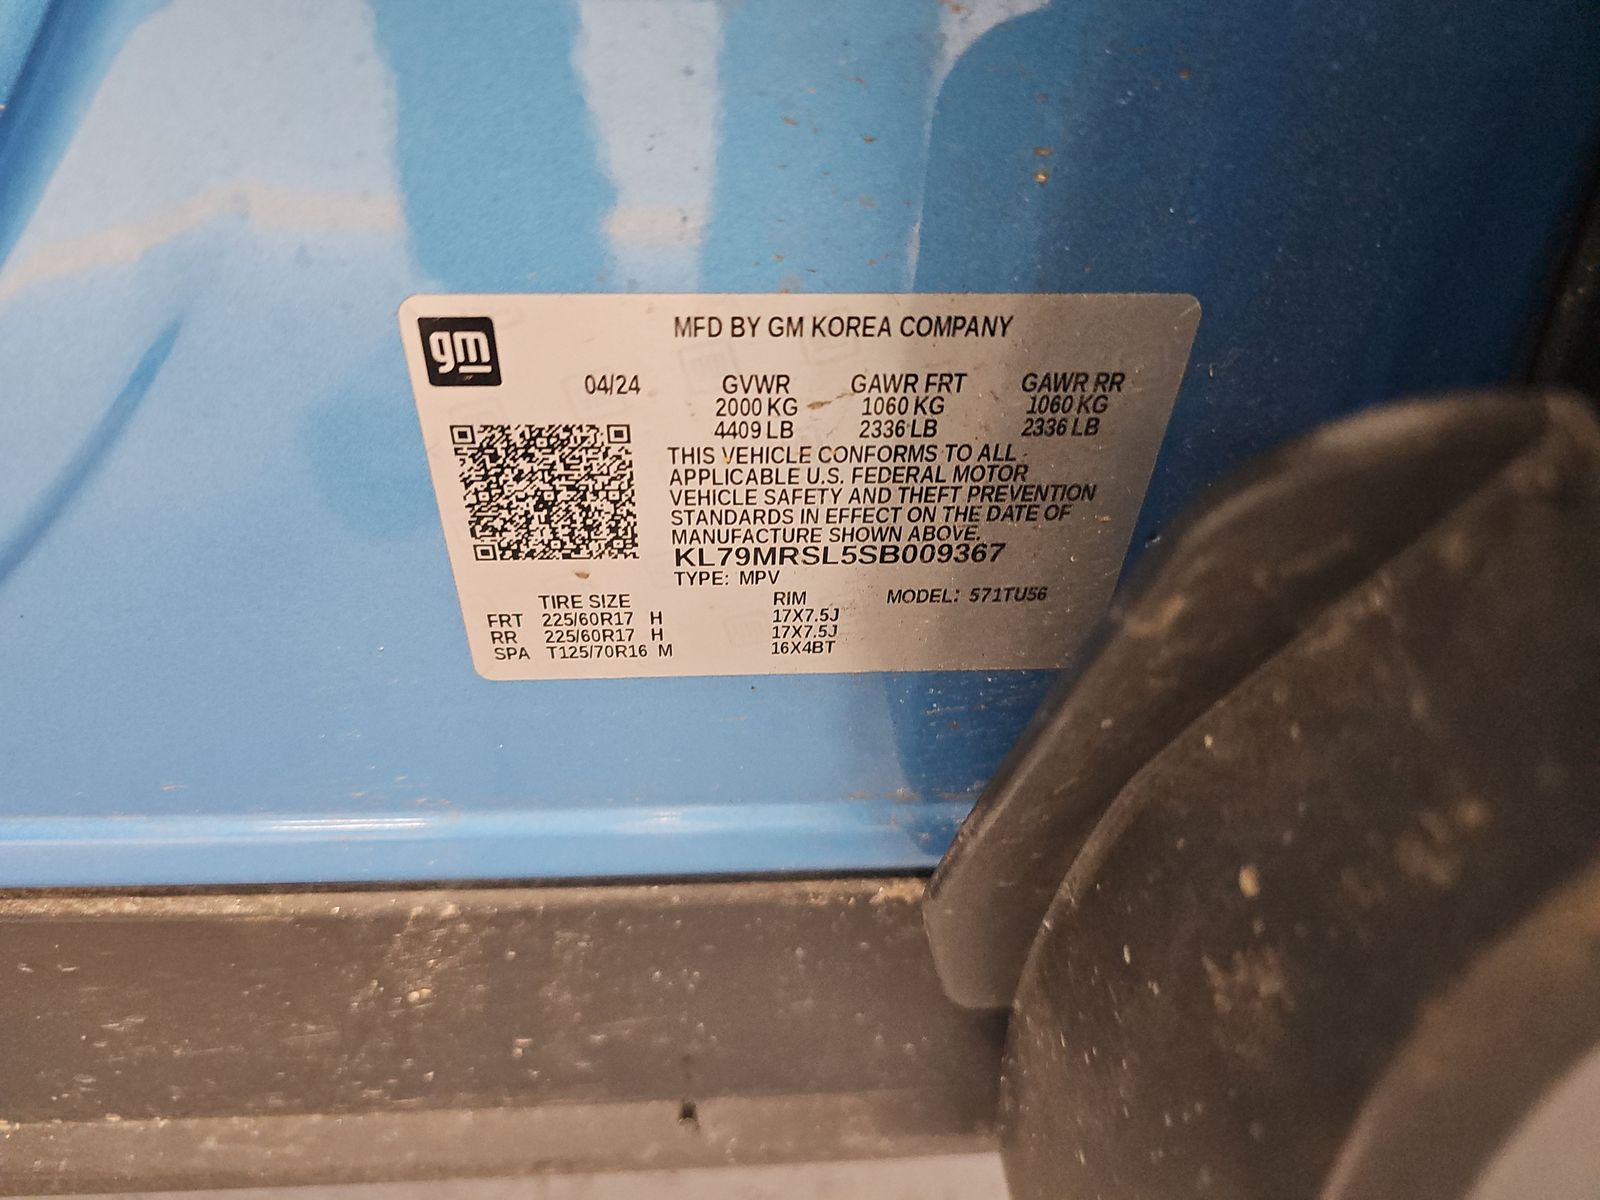 gm
MFD BY GM KOREA COMPANY
04/24 GVWR GAWR FRT GAWR RR
2000 KG 1060 KG 1060 KG
4409 LB 2336 LB 2336 LB
THIS VEHICLE CONFORMS TO ALL
APPLICABLE U.S. FEDERAL MOTOR
VEHICLE SAFETY AND THEFT PREVENTION
STANDARDS IN EFFECT ON THE DATE OF
MANUFACTURE SHOWN ABOVE.
KL79MRSL5SB009367
TYPE: MPV
TIRE SIZE RIM MODEL: 571TU56
FRT 225/60R17 H 17X7.5J
RR 225/60R17 H 17X7.5J
SPA T125/70R16 M 16X4BT